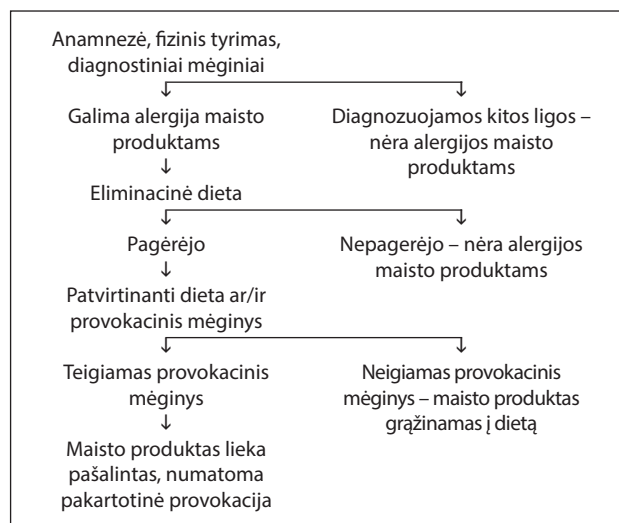 Anamnezė, fizinis tyrimas,
diagnostiniai mėginiai
Galima alergija maisto
produktams
Diagnozuojamos kitos ligos –
nėra alergijos maisto
produktams
Eliminacinė dieta
Pagėrėjo
Nepagerėjo – nėra alergijos
maisto produktams
Patvirtinanti dieta ar/ir
provokacinis mėginys
Teigiamas provokacinis
mėginys
Neigiamas provokacinis
mėginys – maisto produktas
grąžinamas į dietą
Maisto produktas lieka
pašalintas, numatoma
pakartotinė provokacija